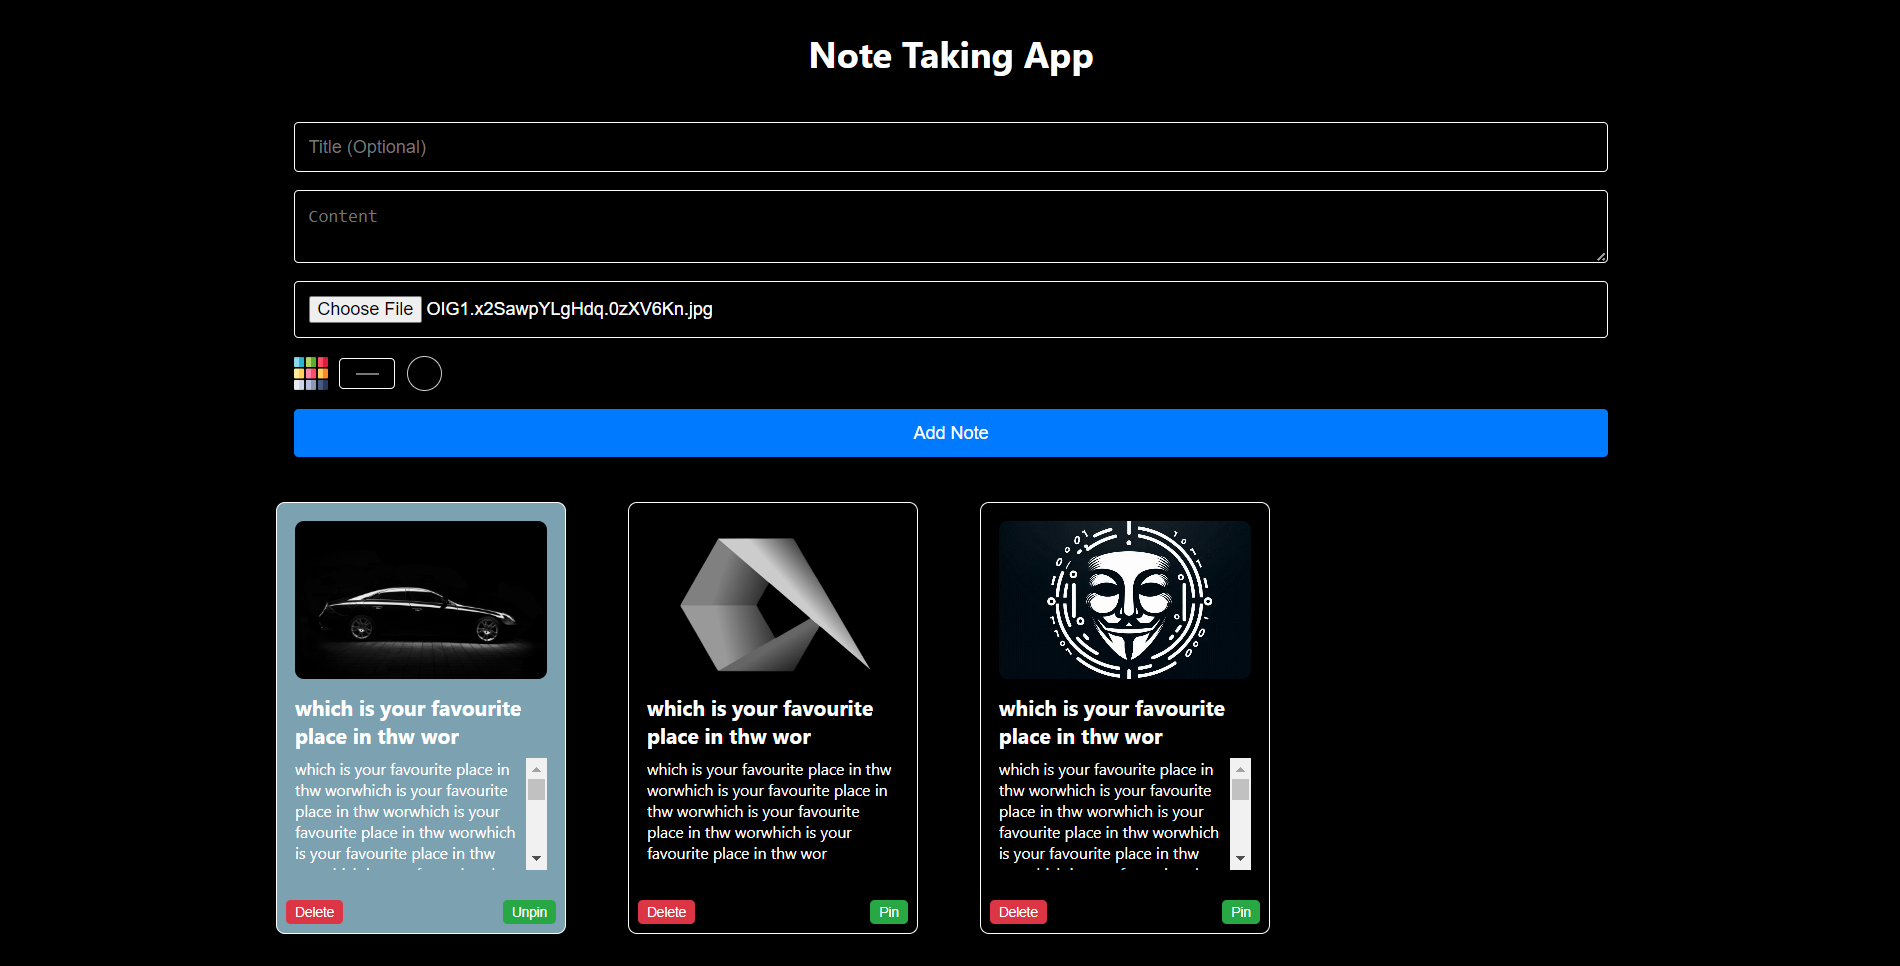 Note Taking App
Title (Optional)
Content
Choose File OIG1.x2SawpYLgHdq.0zXV6Kn.jpg
Add Note
which is your favourite
place in thw wor
which is your favourite place in
thw worwhich is your favourite
place in thw worwhich is your
favourite place in thw worwhich
is your favourite place in thw
Delete
Unpin
which is your favourite
place in thw wor
which is your favourite place in thw
worwhich is your favourite place in
thw worwhich is your favourite
place in thw worwhich is your
favourite place in thw wor
Delete
Pin
which is your favourite
place in thw wor
which is your favourite place in
thw worwhich is your favourite
place in thw worwhich is your
favourite place in thw worwhich
is your favourite place in thw
Delete
Pin